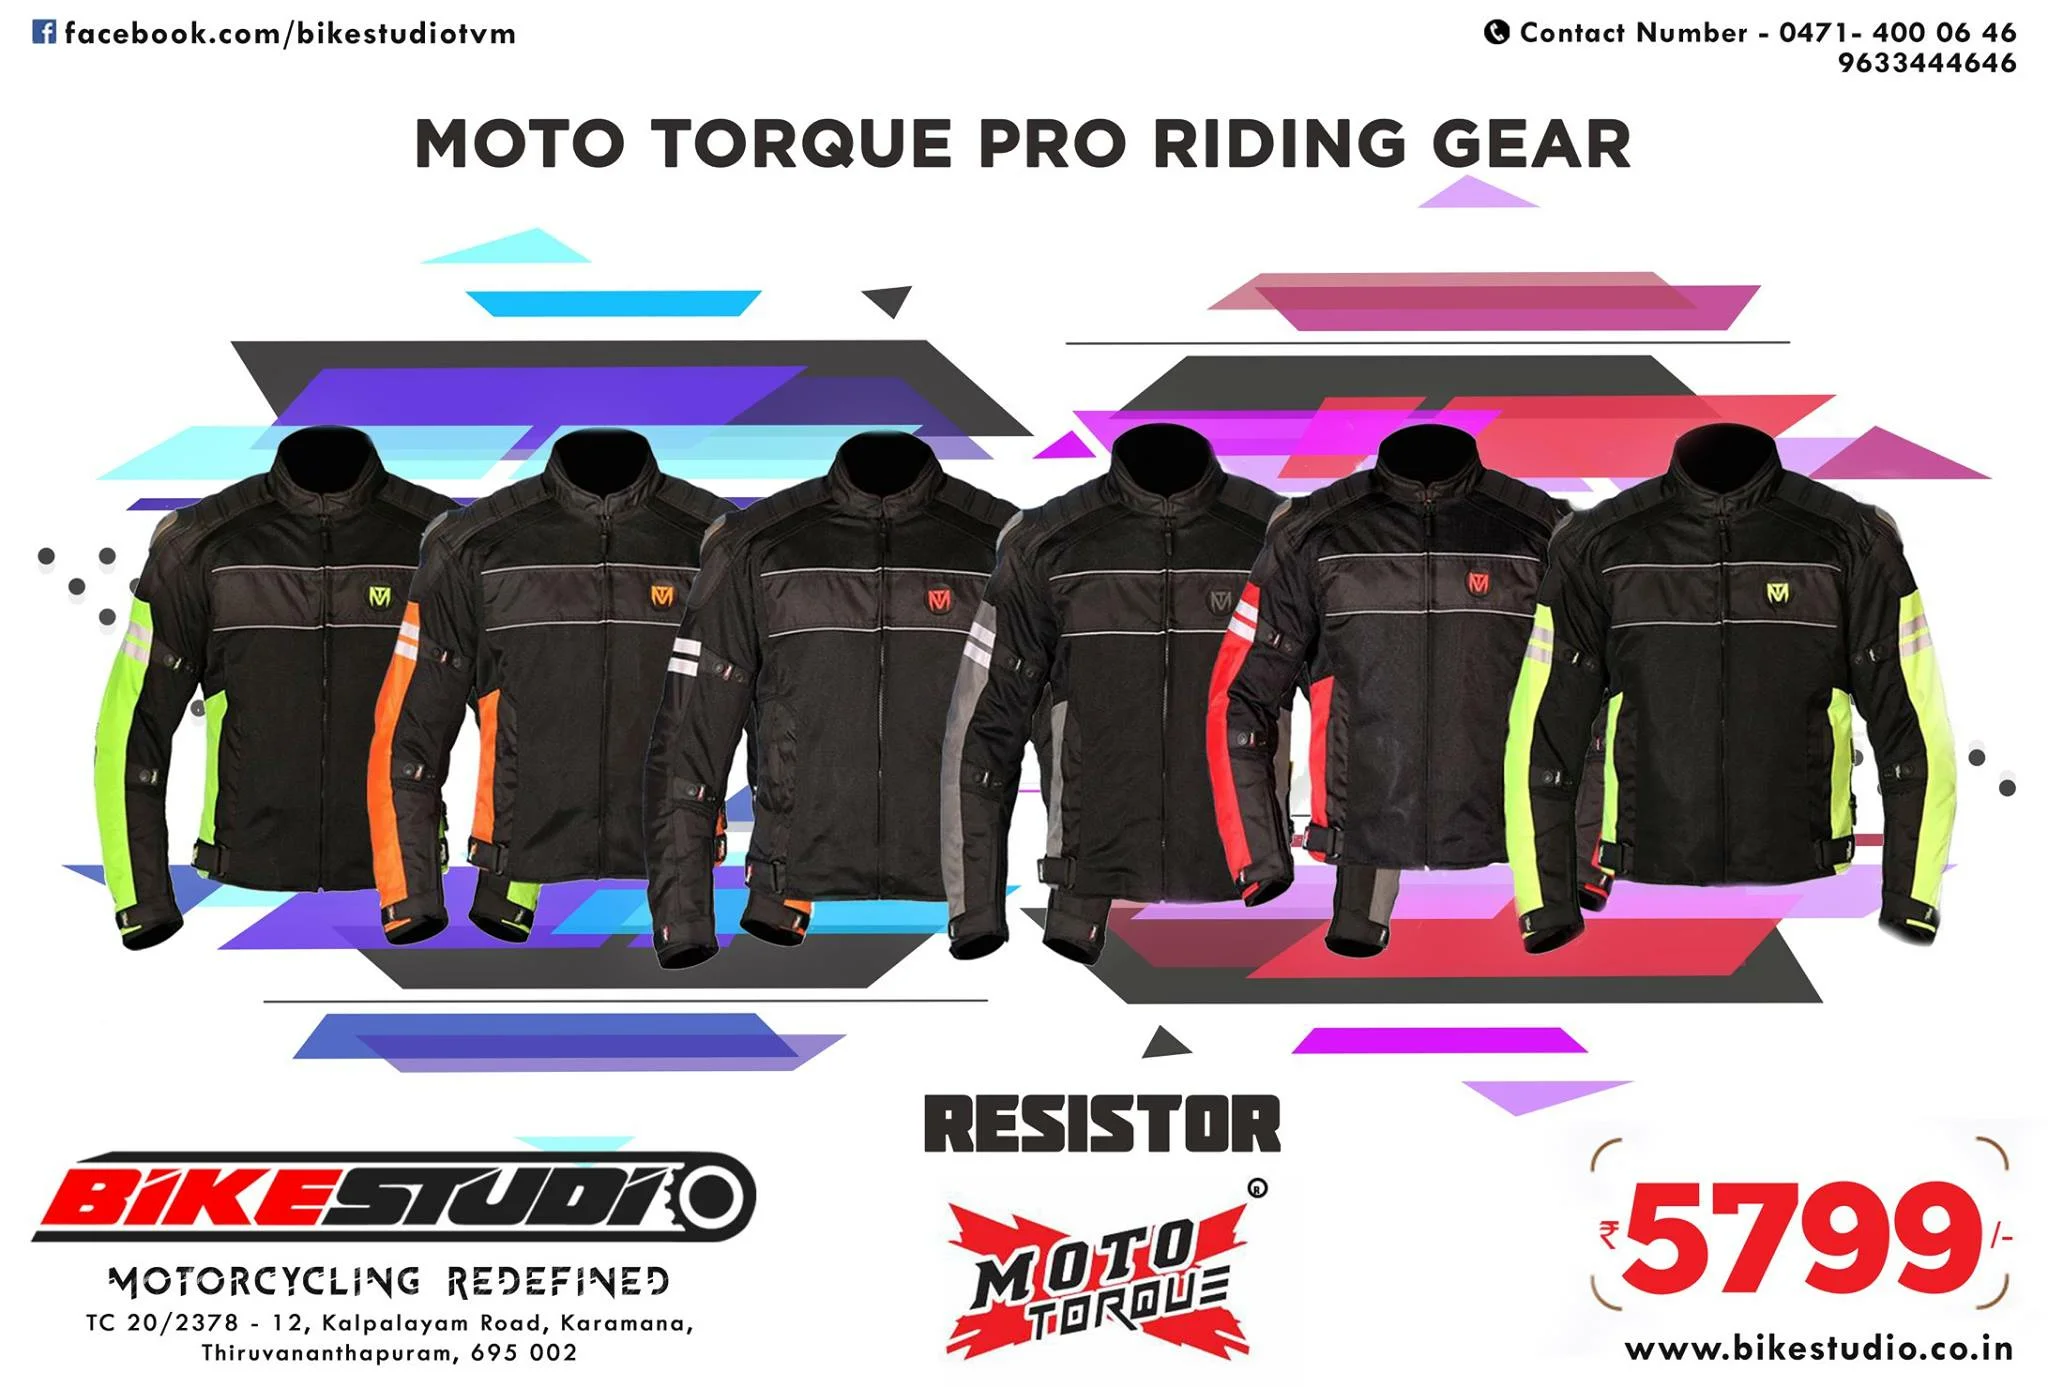 facebook.com/bikestudiotvm
Contact Number - 0471- 400 06 46
9633444646
MOTO TORQUE PRO RIDING GEAR
RESISTOR
BIKESTUDIO
MOTORCYCLING REDEFINED
TC 20/2378 - 12, Kalpalayam Road, Karamana,
Thiruvananthapuram, 695 002
®
MOTO
TORQUE
₹5799/-
www.bikestudio.co.in